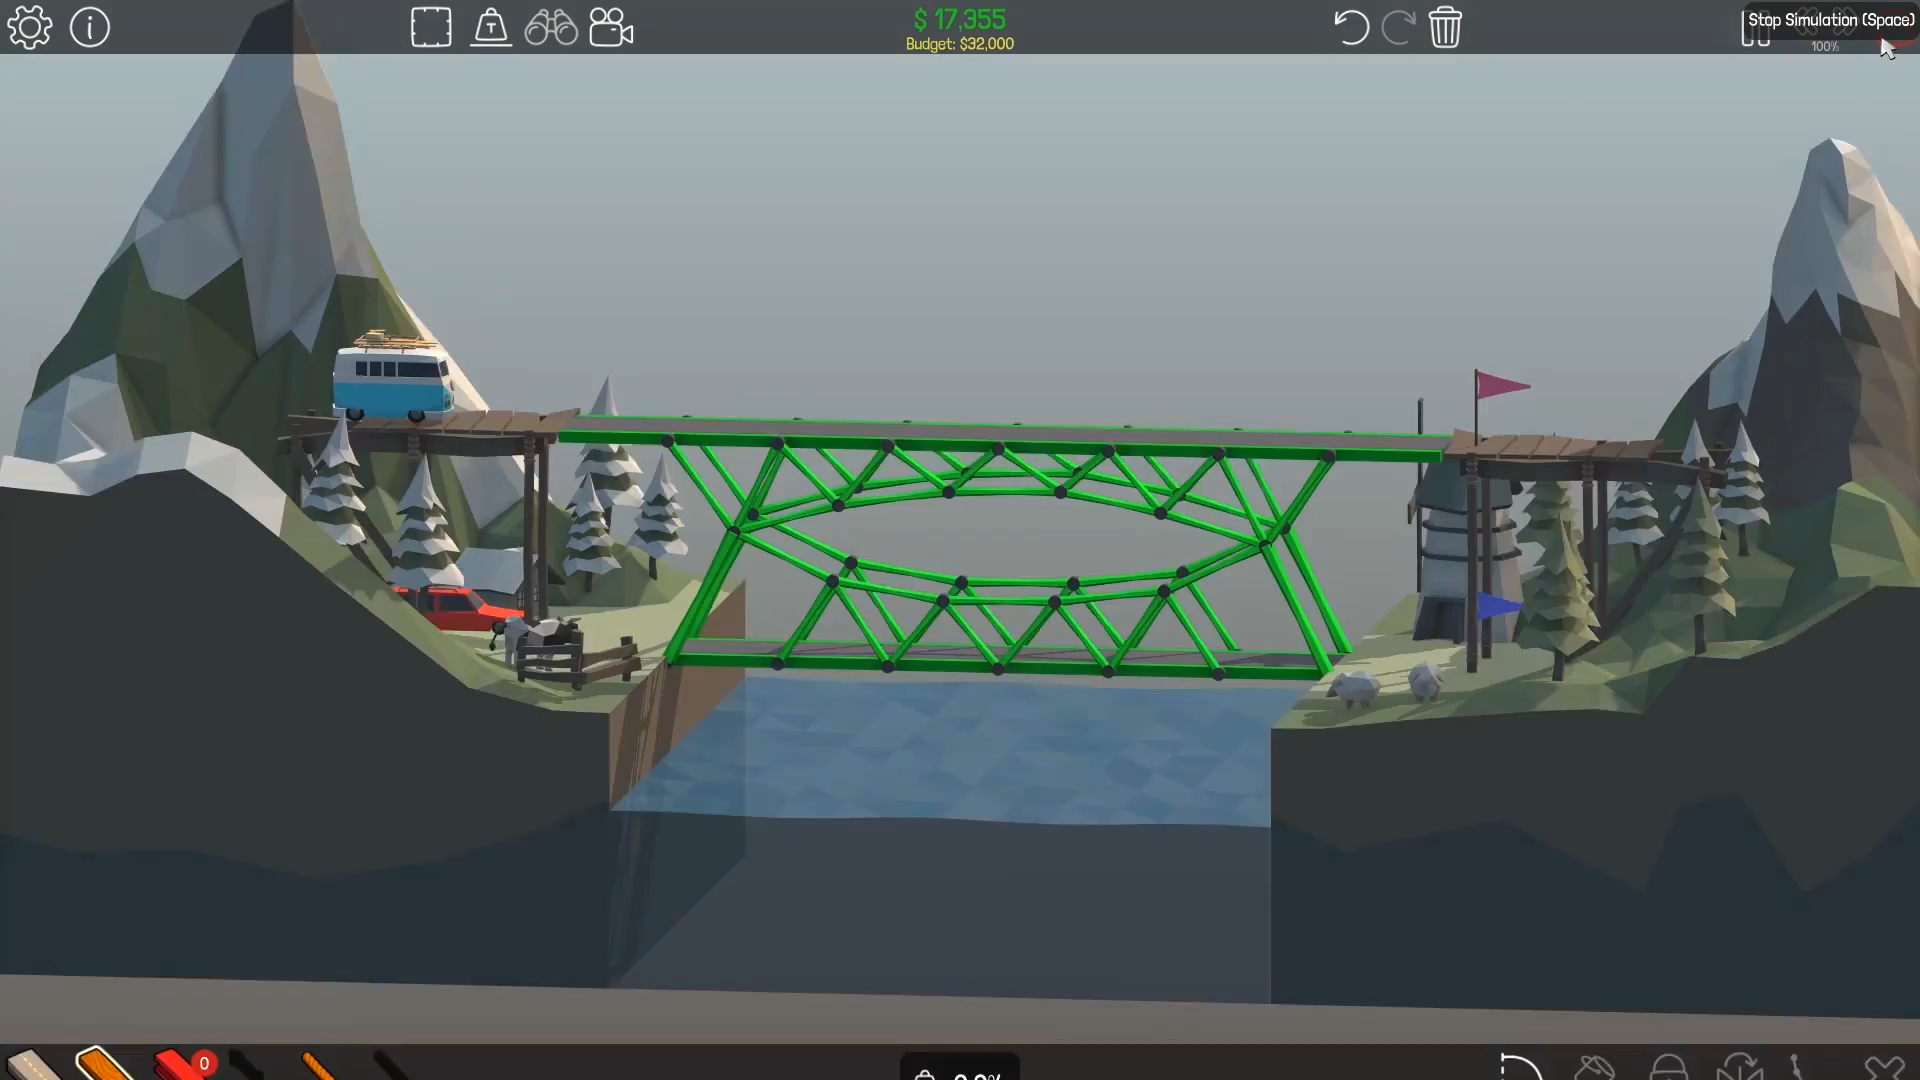 $ 17,355
Budget: $32,000
Stop Simulation (Space)
100%
0